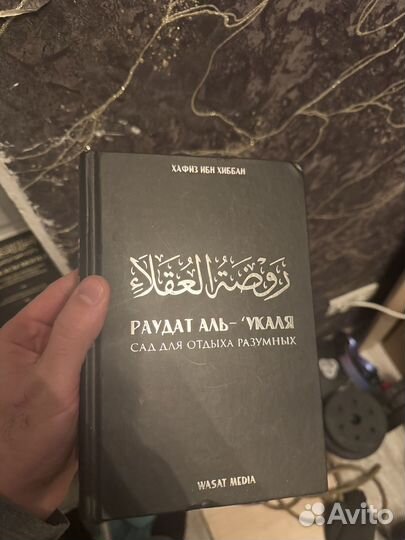 ХАФИЗ ИБН ХИББАН
روضة العقلاء
РАУДАТ АЛЬ-‘УКАЛЯ
САД ДЛЯ ОТДЫХА РАЗУМНЫХ
WASAT MEDIA
Avito